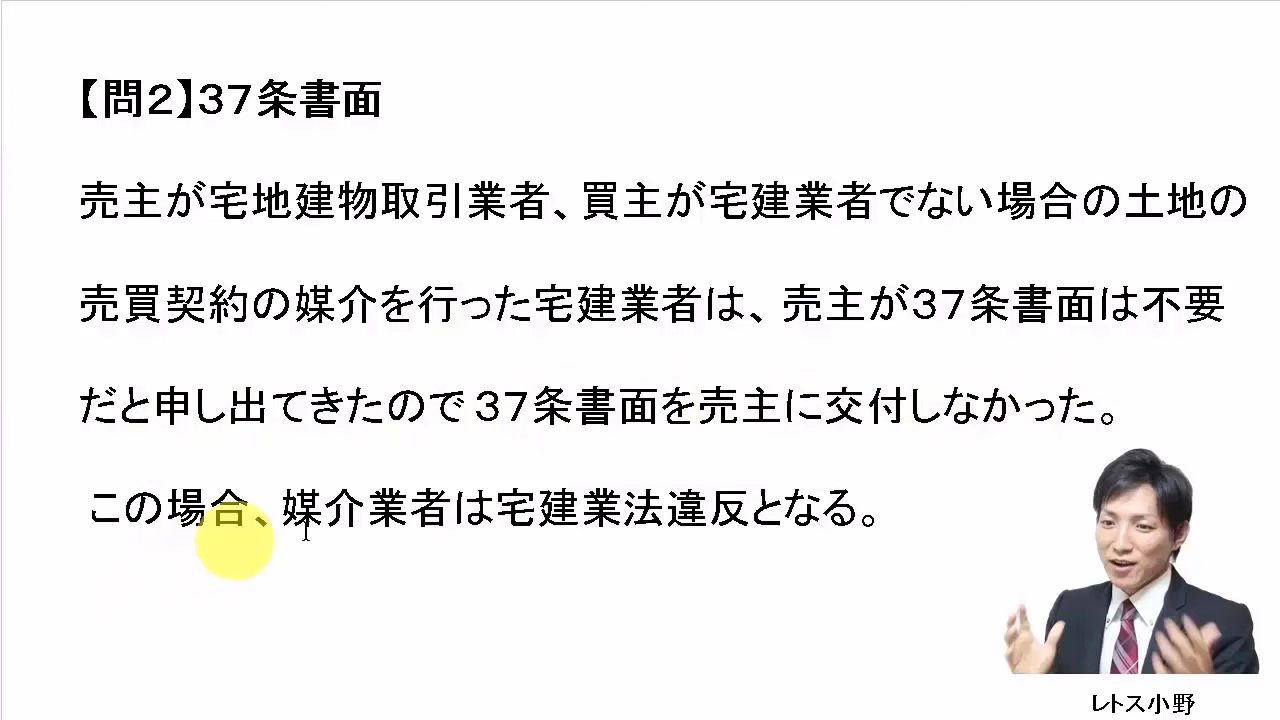 【問２】３７条書面
売主が宅地建物取引業者、買主が宅建業者でない場合の土地の
売買契約の媒介を行った宅建業者は、売主が３７条書面は不要
だと申し出てきたので３７条書面を売主に交付しなかった。
この場合、媒介業者は宅建業法違反となる。
レトス小野